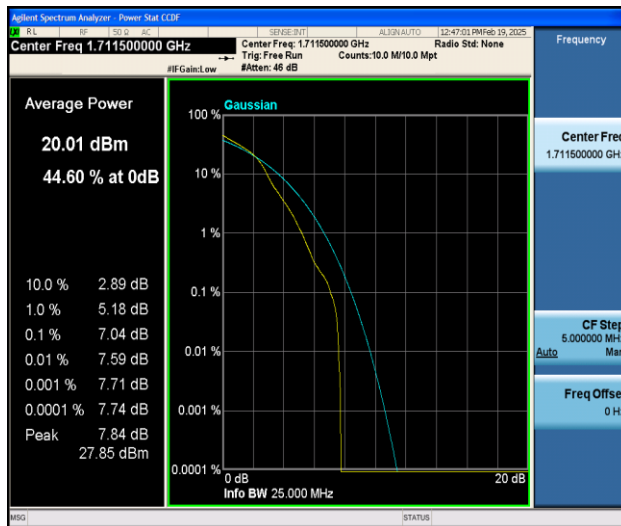 Agilent Spectrum Analyzer - Power Stat CCDF
RL RF 50 Ω AC SENSE:INT ALIGNAUTO 12:47:01 PM Feb 19, 2025
Center Freq 1.711500000 GHz
Center Freq: 1.711500000 GHz Radio Std: None
Trig: Free Run Counts:10.0 M/10.0 Mpt
#IFGain:Low #Atten: 46 dB
Frequency
Average Power
20.01 dBm
44.60 % at 0dB
10.0 % 2.89 dB
1.0 % 5.18 dB
0.1 % 7.04 dB
0.01 % 7.59 dB
0.001 % 7.71 dB
0.0001 % 7.74 dB
Peak 7.84 dB
27.85 dBm
Gaussian
100 %
10 %
1 %
0.1 %
0.01 %
0.001 %
0.0001 %
0 dB 20 dB
Info BW 25.000 MHz
Center Freq
1.711500000 GHz
CF Step
5.000000 MHz
Auto Man
Freq Offse
0 H
MSG STATUS